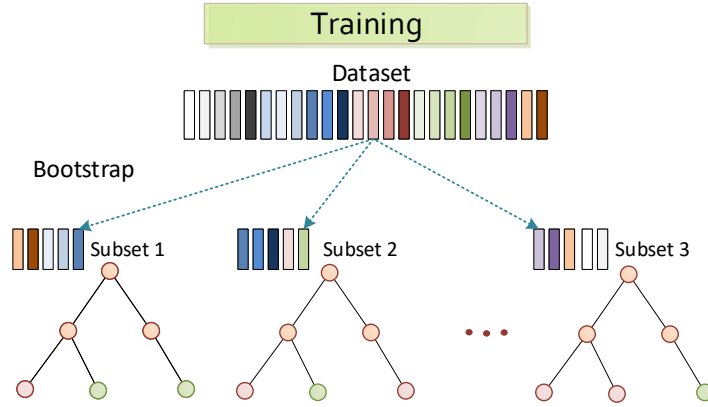 Training
Dataset
Bootstrap
Subset 1
Subset 2
Subset 3